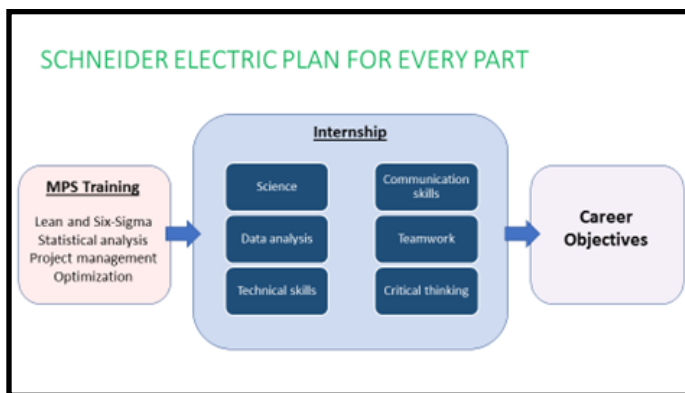 SCHNEIDER ELECTRIC PLAN FOR EVERY PART
MPS Training
Lean and Six-Sigma
Statistical analysis
Project management
Optimization
Internship
Science
Communication
skills
Data analysis
Teamwork
Technical skills
Critical thinking
Career
Objectives